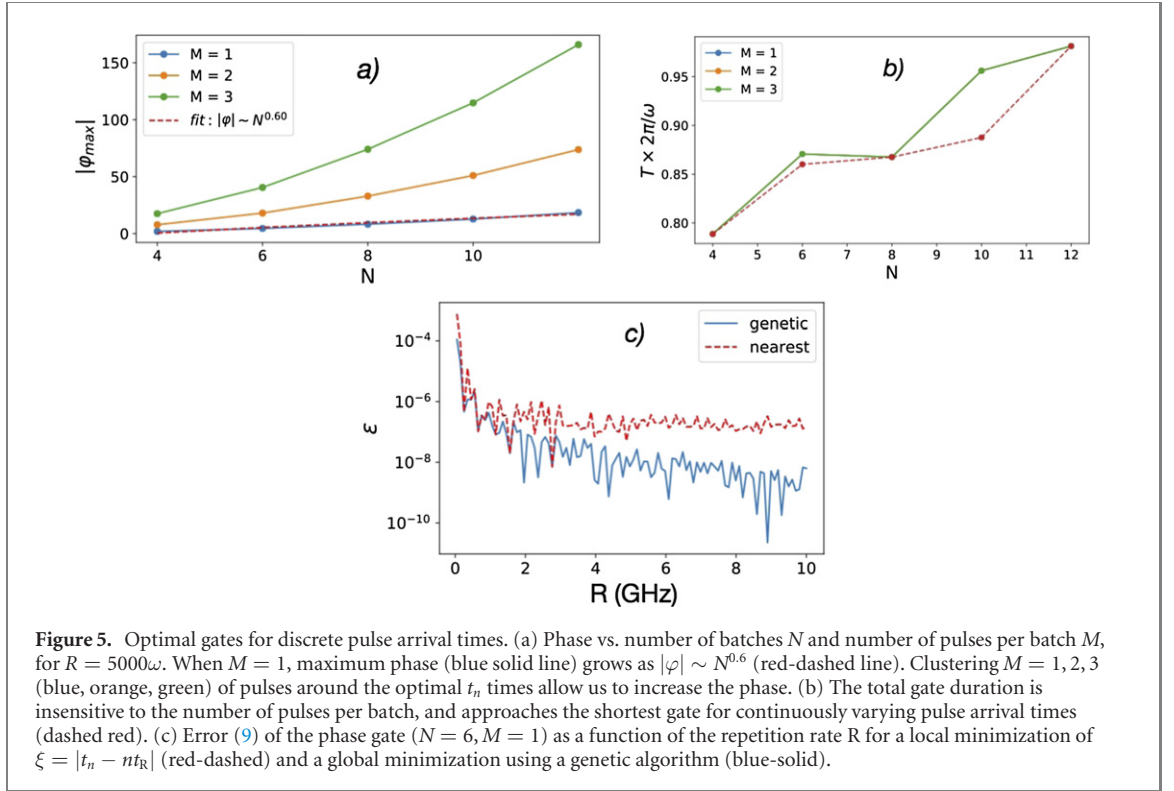 a)
M = 1
M = 2
M = 3
fit : |φ| ~ N^0.60
|φmax|
150
100
50
0
4
6
8
10
N
b)
M = 1
M = 2
M = 3
T × 2π/ω
0.95
0.90
0.85
0.80
4
5
6
7
8
9
10
11
12
N
c)
genetic
nearest
ε
10^−4
10^−6
10^−8
10^−10
0
2
4
6
8
10
R (GHz)
Figure 5. Optimal gates for discrete pulse arrival times. (a) Phase vs. number of batches N and number of pulses per batch M,
for R = 5000ω. When M = 1, maximum phase (blue solid line) grows as |φ| ∼ N^0.6 (red-dashed line). Clustering M = 1, 2, 3
(blue, orange, green) of pulses around the optimal t_n times allow us to increase the phase. (b) The total gate duration is
insensitive to the number of pulses per batch, and approaches the shortest gate for continuously varying pulse arrival times
(dashed red). (c) Error (9) of the phase gate (N = 6, M = 1) as a function of the repetition rate R for a local minimization of
ξ = |t_n − nt_R| (red-dashed) and a global minimization using a genetic algorithm (blue-solid).